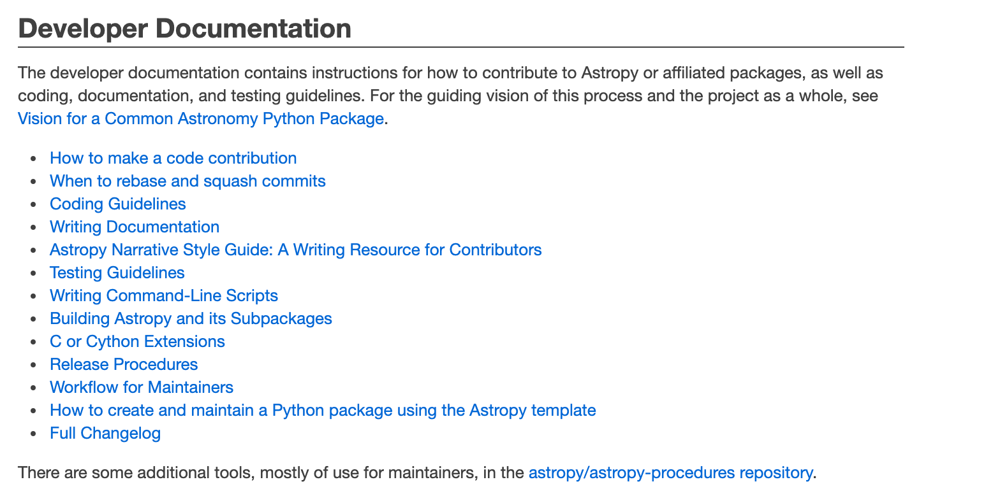 Developer Documentation
The developer documentation contains instructions for how to contribute to Astropy or affiliated packages, as well as
coding, documentation, and testing guidelines. For the guiding vision of this process and the project as a whole, see
Vision for a Common Astronomy Python Package.
• How to make a code contribution
• When to rebase and squash commits
• Coding Guidelines
• Writing Documentation
• Astropy Narrative Style Guide: A Writing Resource for Contributors
• Testing Guidelines
• Writing Command-Line Scripts
• Building Astropy and its Subpackages
• C or Cython Extensions
• Release Procedures
• Workflow for Maintainers
• How to create and maintain a Python package using the Astropy template
• Full Changelog
There are some additional tools, mostly of use for maintainers, in the astropy/astropy-procedures repository.